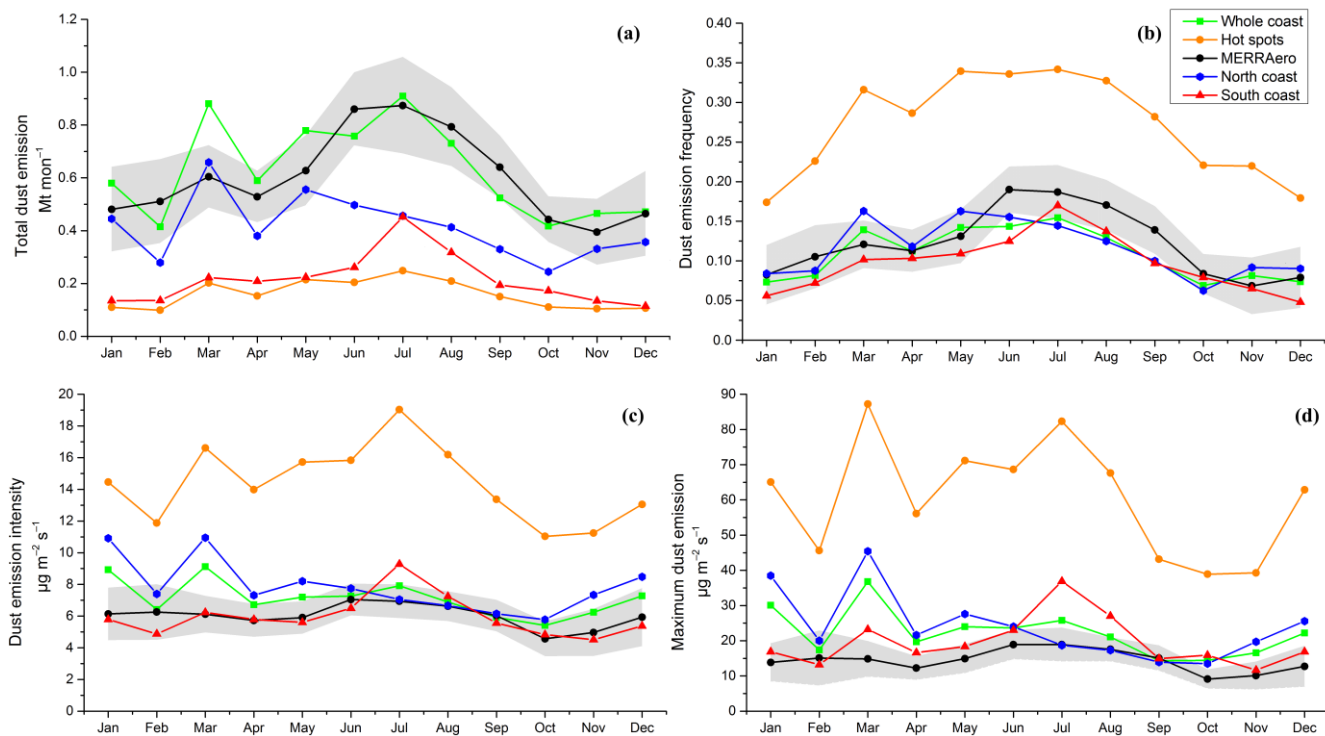 (a)
Total dust emission
Mt mon⁻¹
1.2
1.0
0.8
0.6
0.4
0.2
0.0
Jan Feb Mar Apr May Jun Jul Aug Sep Oct Nov Dec
(b)
Whole coast
Hot spots
MERRAero
North coast
South coast
Dust emission frequency
0.40
0.35
0.30
0.25
0.20
0.15
0.10
0.05
0.00
Jan Feb Mar Apr May Jun Jul Aug Sep Oct Nov Dec
(c)
Dust emission intensity
µg m⁻² s⁻¹
20
18
16
14
12
10
8
6
4
2
0
Jan Feb Mar Apr May Jun Jul Aug Sep Oct Nov Dec
(d)
Maximum dust emission
µg m⁻² s⁻¹
90
80
70
60
50
40
30
20
10
0
Jan Feb Mar Apr May Jun Jul Aug Sep Oct Nov Dec